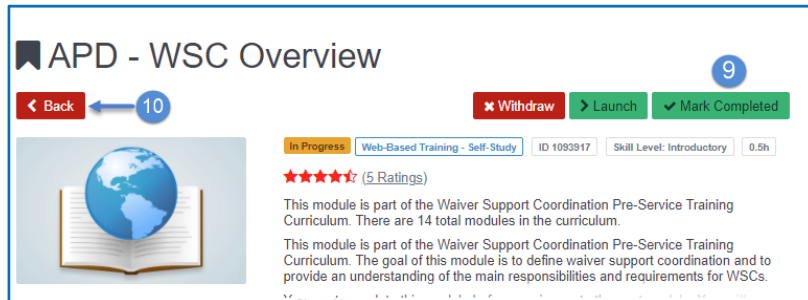 APD - WSC Overview
9
Back
10
Withdraw
Launch
Mark Completed
In Progress
Web-Based Training - Self-Study
ID 1093917
Skill Level: Introductory
0.5h
(5 Ratings)
This module is part of the Waiver Support Coordination Pre-Service Training
Curriculum. There are 14 total modules in the curriculum.
This module is part of the Waiver Support Coordination Pre-Service Training
Curriculum. The goal of this module is to define waiver support coordination and to
provide an understanding of the main responsibilities and requirements for WSCs.